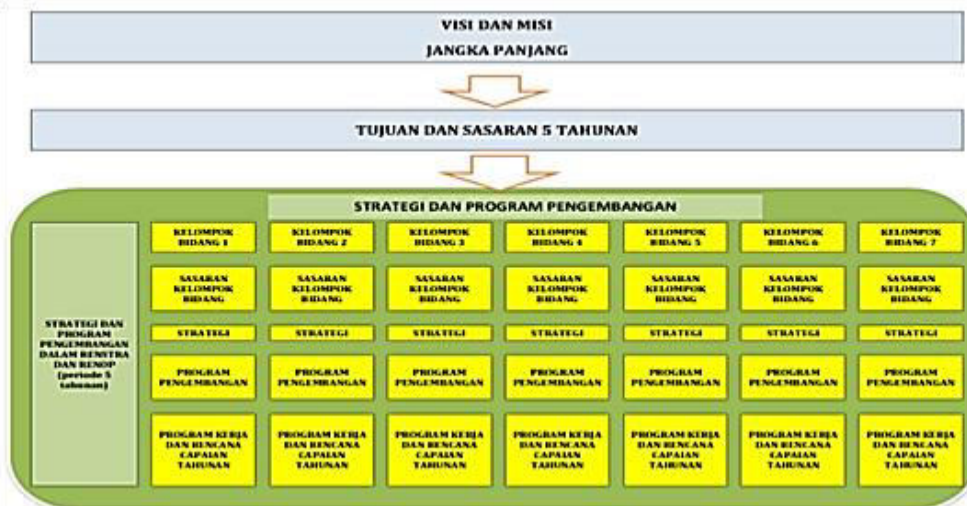 VISI DAN MISI
JANGKA PANJANG
TUJUAN DAN SASARAN 5 TAHUNAN
STRATEGI DAN PROGRAM PENGEMBANGAN
STRATEGI DAN
PROGRAM
PENGEMBANGAN
DALAM RENSTRA
DAN RENOP
(periode 5
tahunan)
KELOMPOK
BIDANG 1
KELOMPOK
BIDANG 2
KELOMPOK
BIDANG 3
KELOMPOK
BIDANG 4
KELOMPOK
BIDANG 5
KELOMPOK
BIDANG 6
KELOMPOK
BIDANG 7
SASARAN
KELOMPOK
BIDANG
SASARAN
KELOMPOK
BIDANG
SASARAN
KELOMPOK
BIDANG
SASARAN
KELOMPOK
BIDANG
SASARAN
KELOMPOK
BIDANG
SASARAN
KELOMPOK
BIDANG
SASARAN
KELOMPOK
BIDANG
STRATEGI
STRATEGI
STRATEGI
STRATEGI
STRATEGI
STRATEGI
STRATEGI
PROGRAM
PENGEMBANGAN
PROGRAM
PENGEMBANGAN
PROGRAM
PENGEMBANGAN
PROGRAM
PENGEMBANGAN
PROGRAM
PENGEMBANGAN
PROGRAM
PENGEMBANGAN
PROGRAM
PENGEMBANGAN
PROGRAM KERJA
DAN RENCANA
CAPAIAN
TAHUNAN
PROGRAM KERJA
DAN RENCANA
CAPAIAN
TAHUNAN
PROGRAM KERJA
DAN RENCANA
CAPAIAN
TAHUNAN
PROGRAM KERJA
DAN RENCANA
CAPAIAN
TAHUNAN
PROGRAM KERJA
DAN RENCANA
CAPAIAN
TAHUNAN
PROGRAM KERJA
DAN RENCANA
CAPAIAN
TAHUNAN
PROGRAM KERJA
DAN RENCANA
CAPAIAN
TAHUNAN